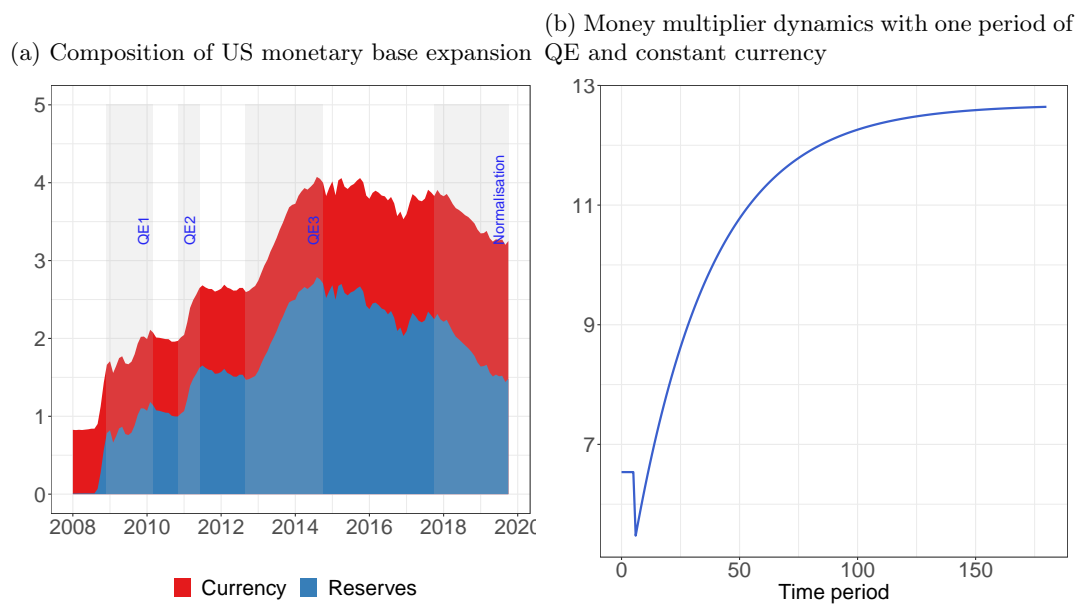 (a) Composition of US monetary base expansion
(b) Money multiplier dynamics with one period of
QE and constant currency
5
4
3
2
1
0
QE1
QE2
QE3
Normalisation
2008 2010 2012 2014 2016 2018 202
Currency Reserves
13
11
9
7
0 50 100 150
Time period